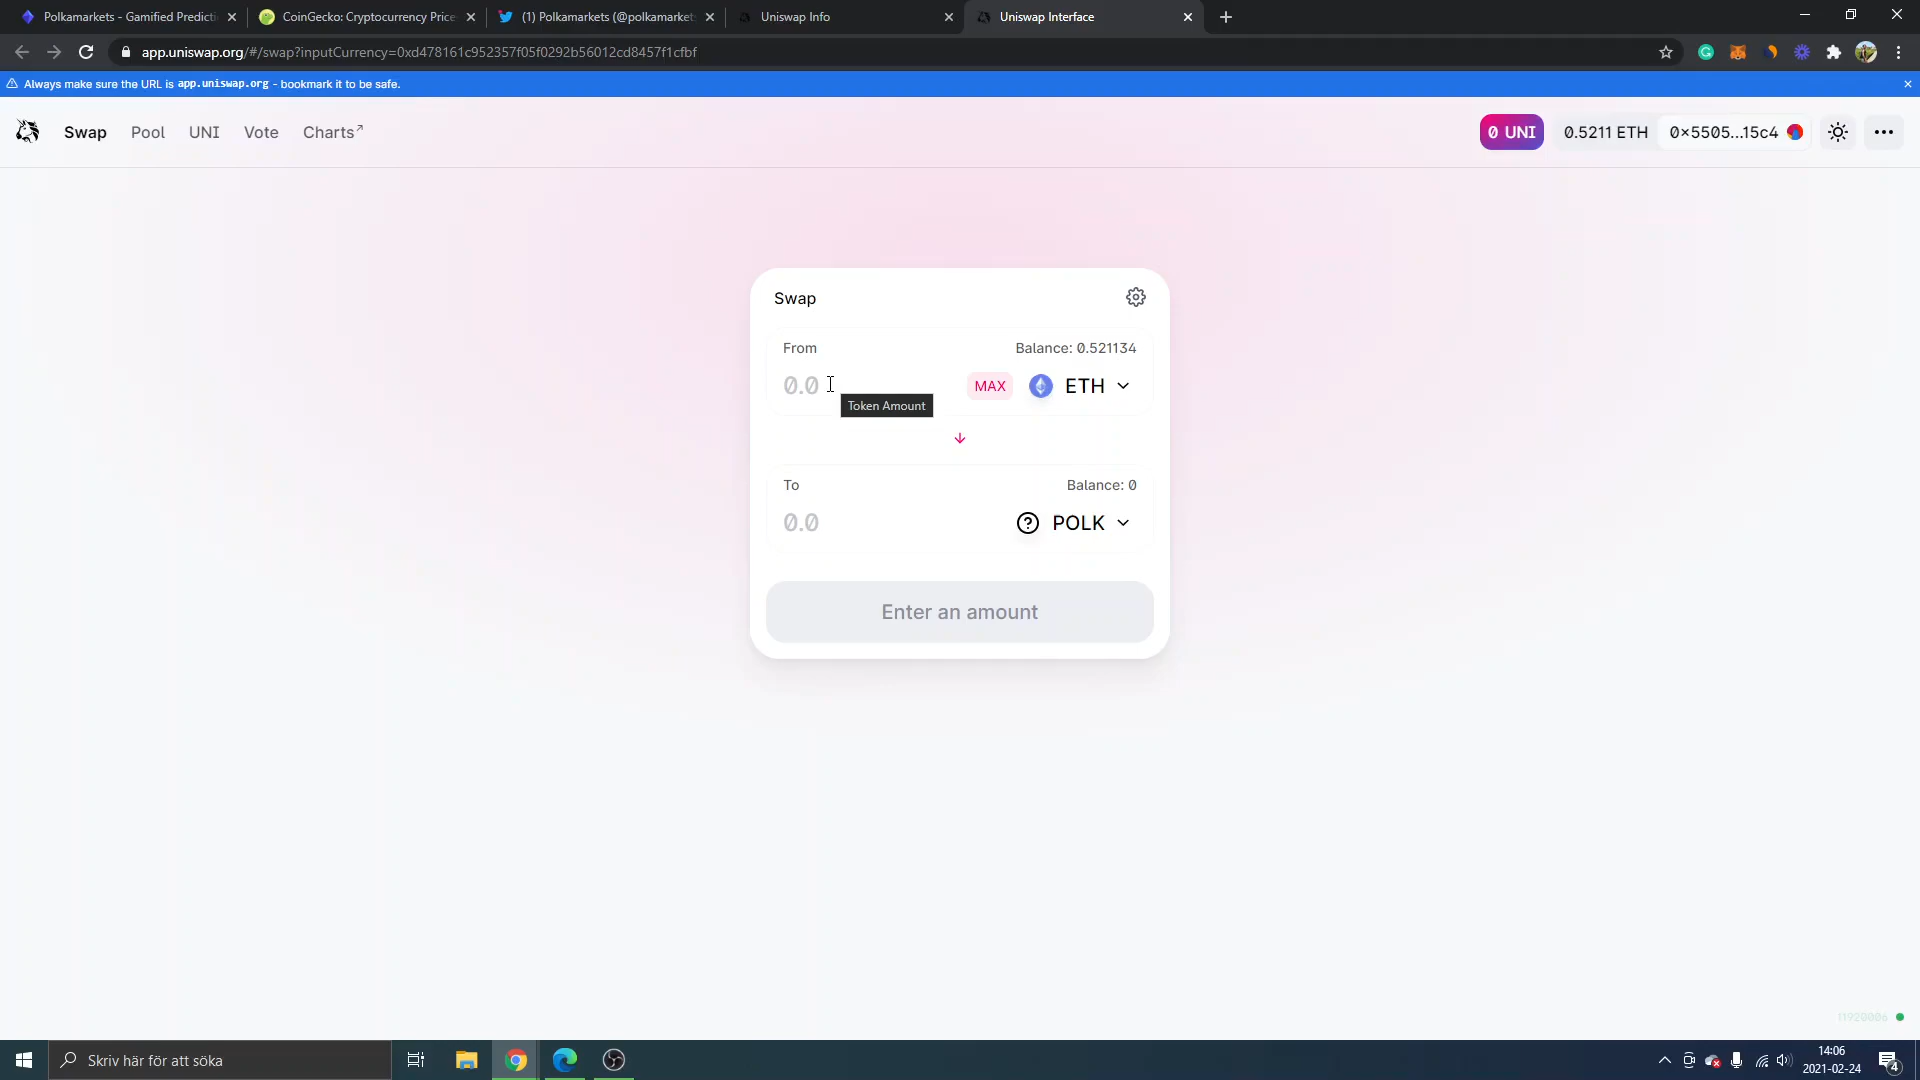 Polkamarkets - Gamified Predicti
CoinGecko: Cryptocurrency Price
(1) Polkamarkets (@polkamarket
Uniswap Info
Uniswap Interface
app.uniswap.org/#/swap?inputCurrency=0xd478161c952357f05f0292b56012cd8457f1cfbf
Always make sure the URL is app.uniswap.org - bookmark it to be safe.
Swap
Pool
UNI
Vote
Charts↗
0 UNI
0.5211 ETH
0x5505...15c4
Swap
From
Balance: 0.521134
0.0
MAX
ETH
Token Amount
To
Balance: 0
0.0
POLK
Enter an amount
11920006
Skriv här för att söka
14:06
2021-02-24
4